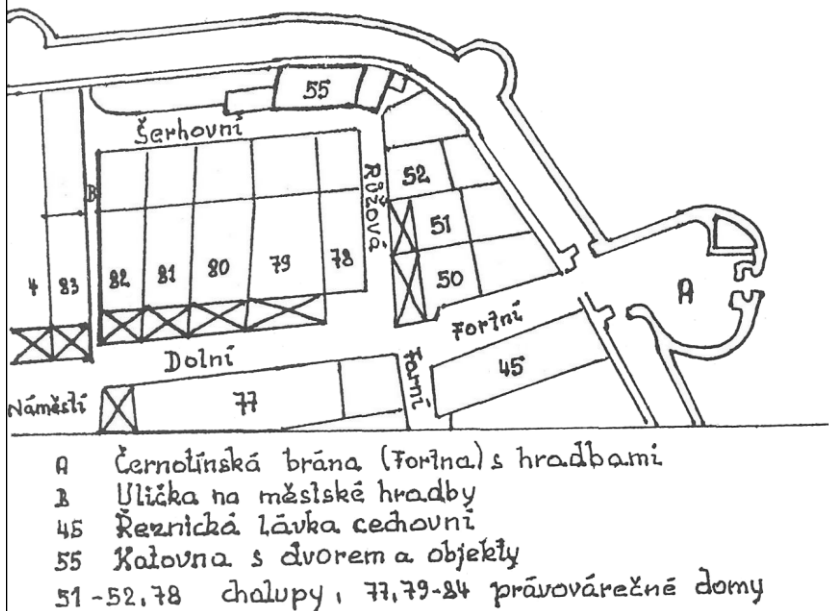 55
Šerhovní
Růžová
52
B
51
4
83
82
81
80
79
78
50
A
Fortní
Dolní
Farní
45
Náměstí
77
A Černotínská brána (Fortna) s hradbami
B Ulička na městské hradby
45 Řeznická lávka cechovní
55 Katovna s dvorem a objekty
51-52,78 chalupy, 77,79-84 právovárečné domy